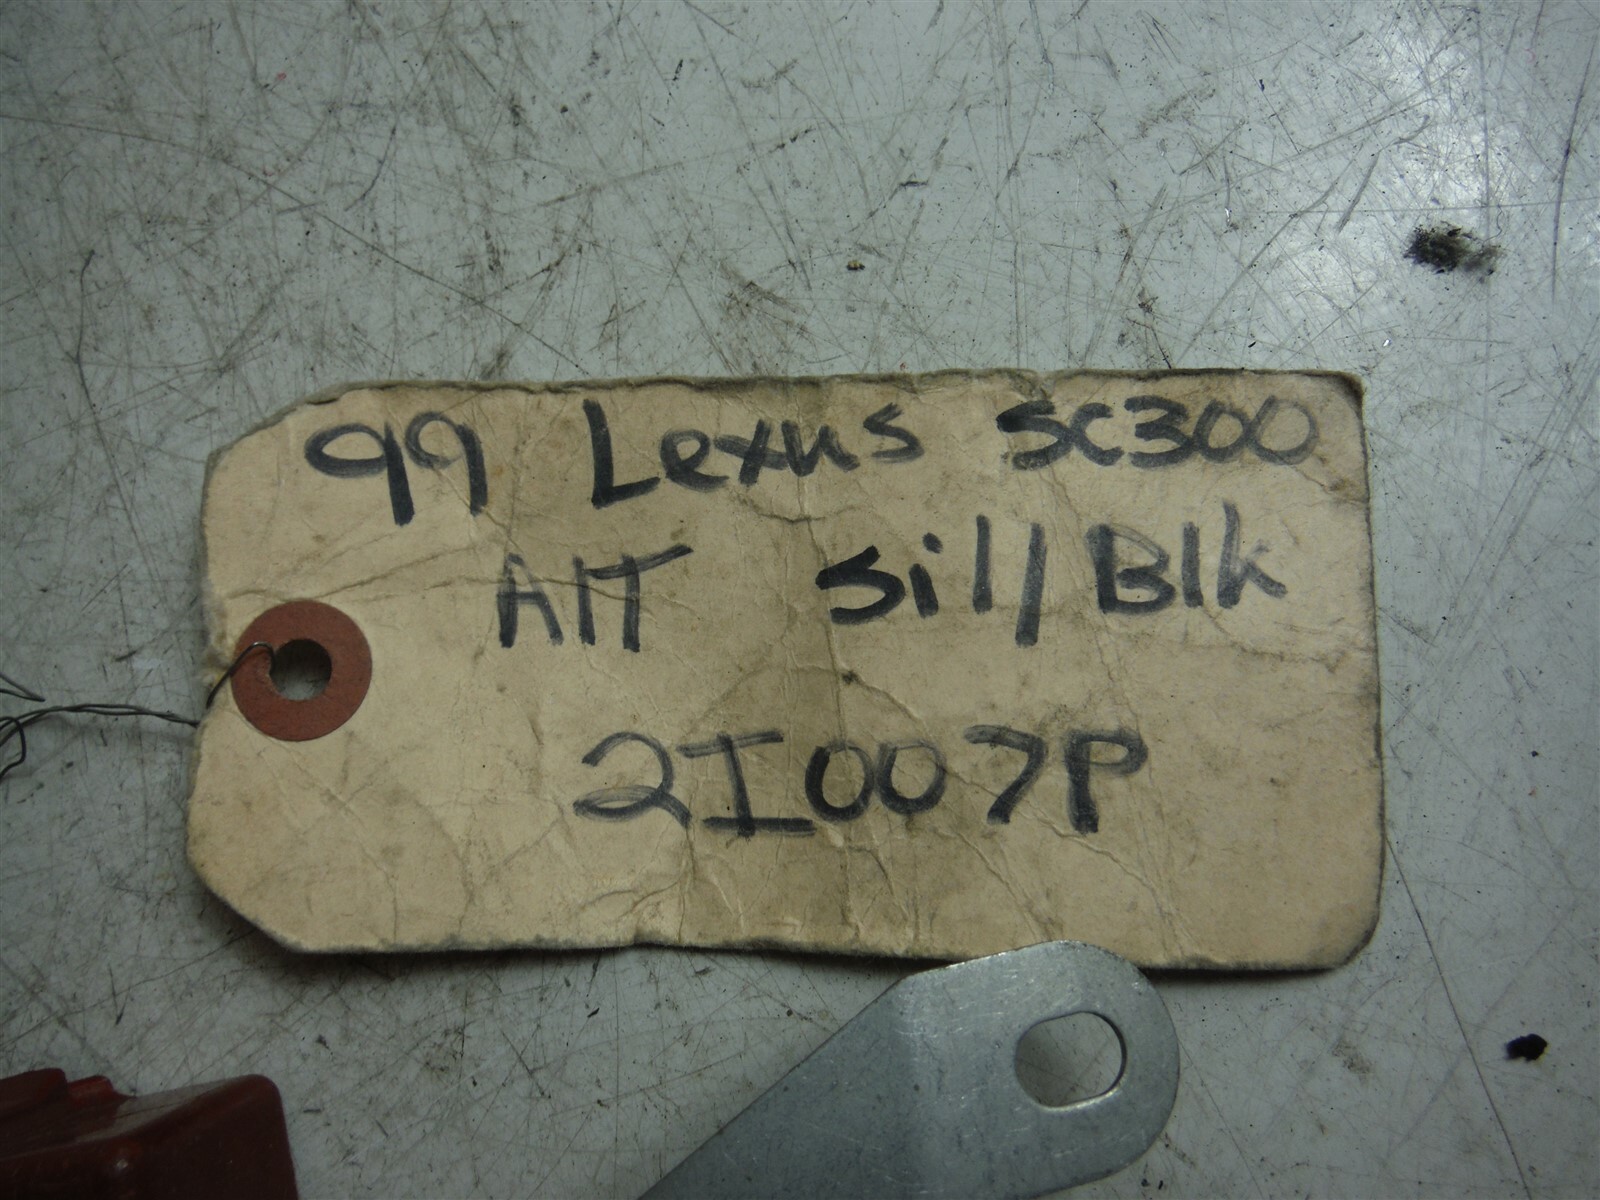 99 Lexus SC300
A/T Sil/Blk
2I007P